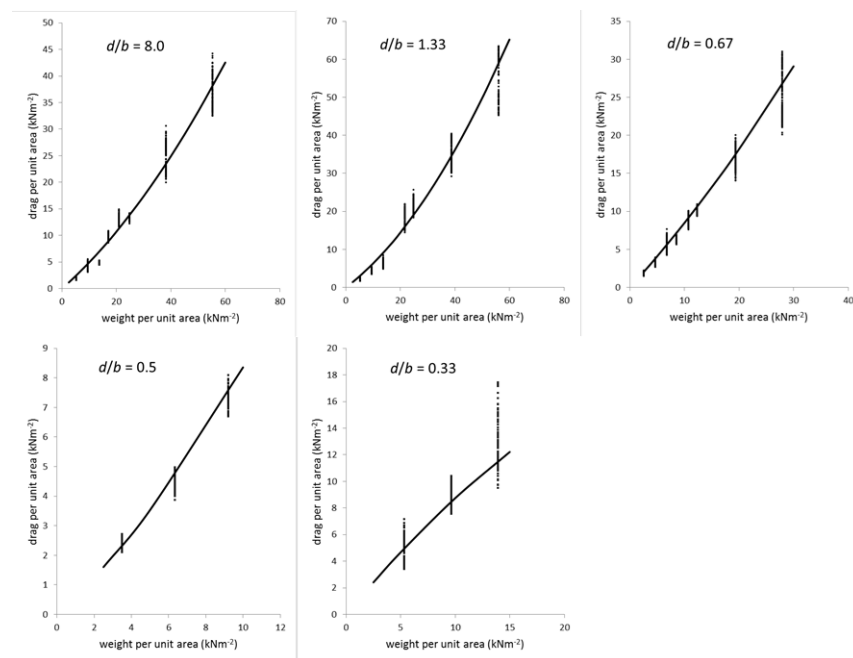 d/b = 8.0
drag per unit area (kNm-2)
50
45
40
35
30
25
20
15
10
5
0
0 20 40 60 80
weight per unit area (kNm-2)
d/b = 1.33
drag per unit area (kNm-2)
70
60
50
40
30
20
10
0
0 20 40 60 80
weight per unit area (kNm-2)
d/b = 0.67
drag per unit area (kNm-2)
35
30
25
20
15
10
5
0
0 10 20 30 40
weight per unit area (kNm-2)
d/b = 0.5
drag per unit area (kNm-2)
9
8
7
6
5
4
3
2
1
0
0 2 4 6 8 10 12
weight per unit area (kNm-2)
d/b = 0.33
drag per unit area (kNm-2)
20
18
16
14
12
10
8
6
4
2
0
0 5 10 15 20
weight per unit area (kNm-2)